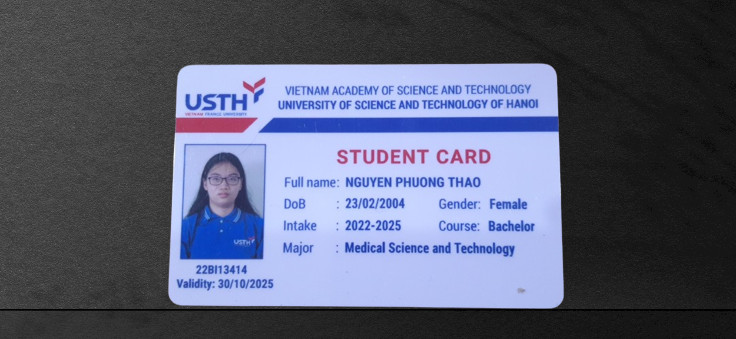 USTH
VIETNAM FRANCE UNIVERSITY
VIETNAM ACADEMY OF SCIENCE AND TECHNOLOGY
UNIVERSITY OF SCIENCE AND TECHNOLOGY OF HANOI
STUDENT CARD
Full name: NGUYEN PHUONG THAO
DoB : 23/02/2004 Gender: Female
Intake : 2022-2025 Course: Bachelor
Major : Medical Science and Technology
USTH
22BI13414
Validity: 30/10/2025